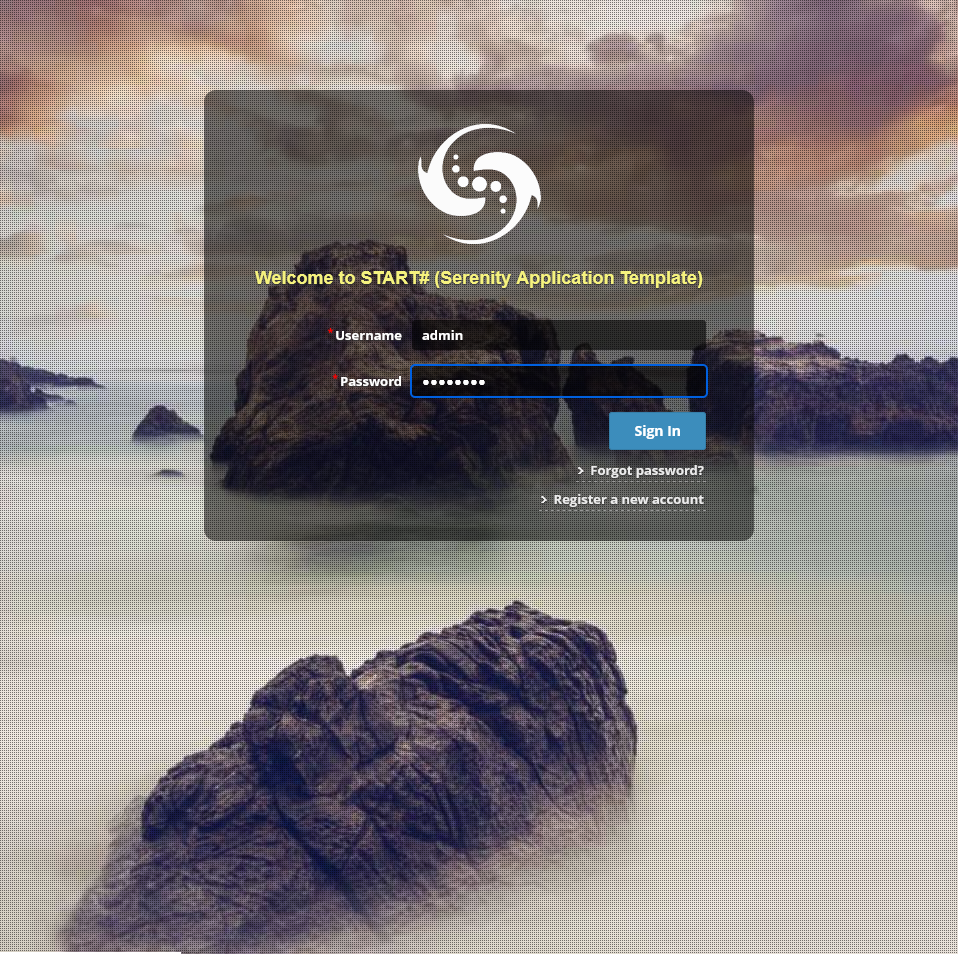 Welcome to START# (Serenity Application Template)
*Username admin
*Password ••••••••
Sign In
Forgot password?
Register a new account